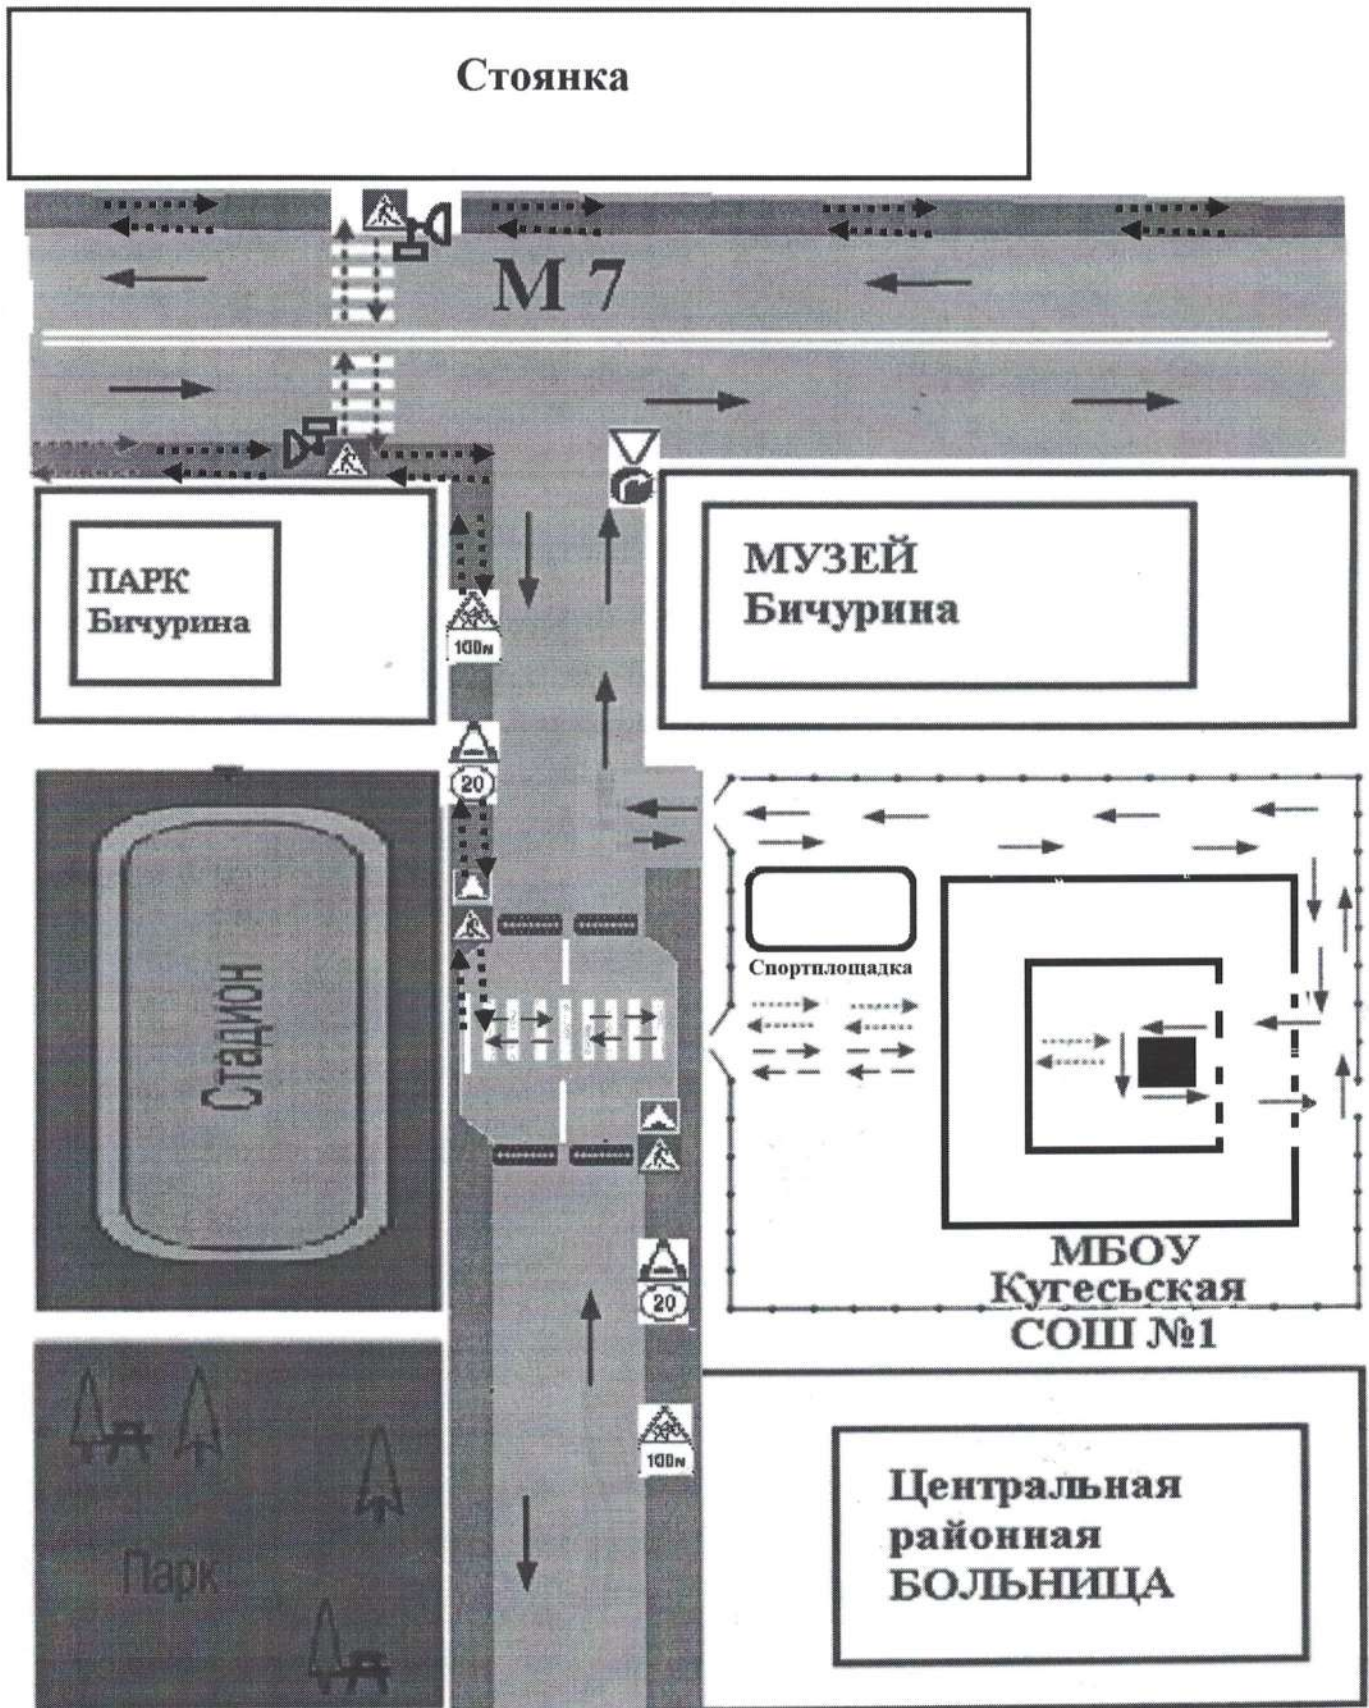 Стоянка
М 7
ПАРК
Бичурина
МУЗЕЙ
Бичурина
100м
20
Стадион
Спортплощадка
МБОУ
Кугесьская
СОШ №1
20
100м
Парк
Центральная
районная
БОЛЬНИЦА